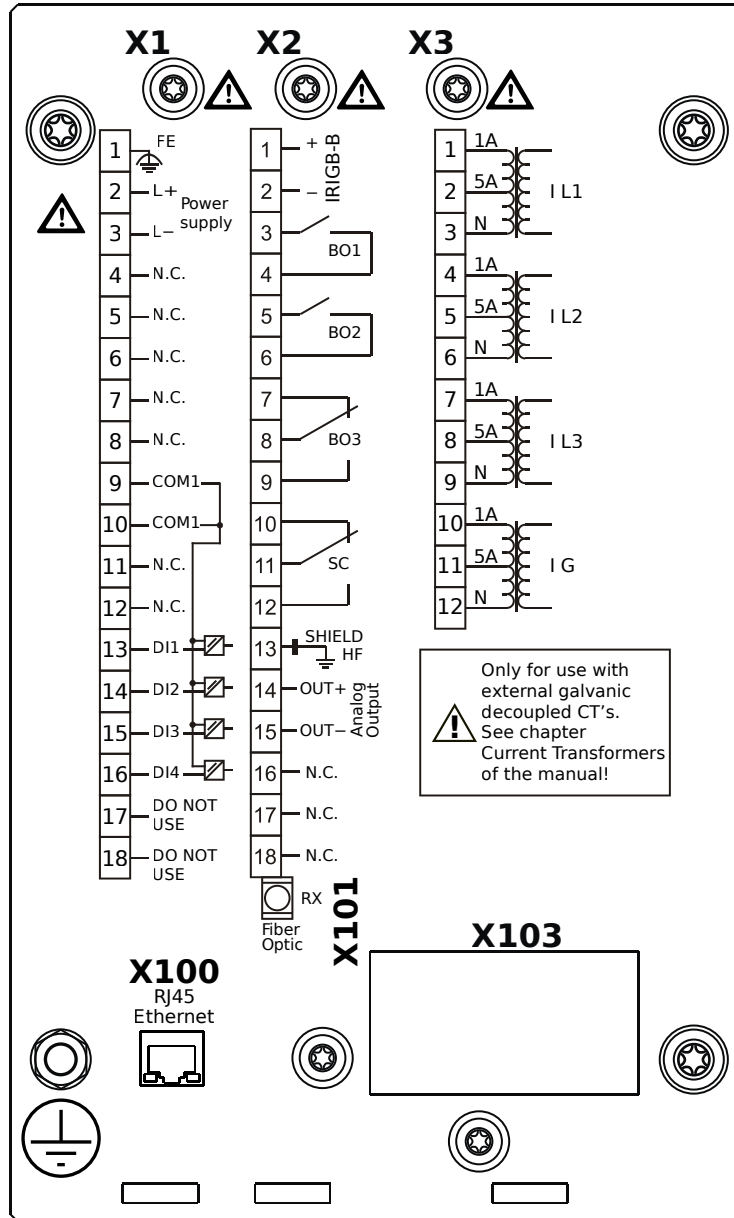 X1
X2
X3
1 FE
2 L+
3 L−
Power
supply
4 N.C.
5 N.C.
6 N.C.
7 N.C.
8 N.C.
9 COM1
10 COM1
11 N.C.
12 N.C.
13 DI1
14 DI2
15 DI3
16 DI4
17 DO NOT
USE
18 DO NOT
USE
1 +
2 −
IRIGB-B
3
4
BO1
5
6
BO2
7
8
9
BO3
10
11
12
SC
13 SHIELD
HF
14 OUT+
15 OUT−
Analog
Output
16 N.C.
17 N.C.
18 N.C.
RX
Fiber
Optic
X101
1 1A
2 5A
3 N
I L1
4 1A
5 5A
6 N
I L2
7 1A
8 5A
9 N
I L3
10 1A
11 5A
12 N
I G
Only for use with
external galvanic
decoupled CT’s.
See chapter
Current Transformers
of the manual!
X100
RJ45
Ethernet
X103